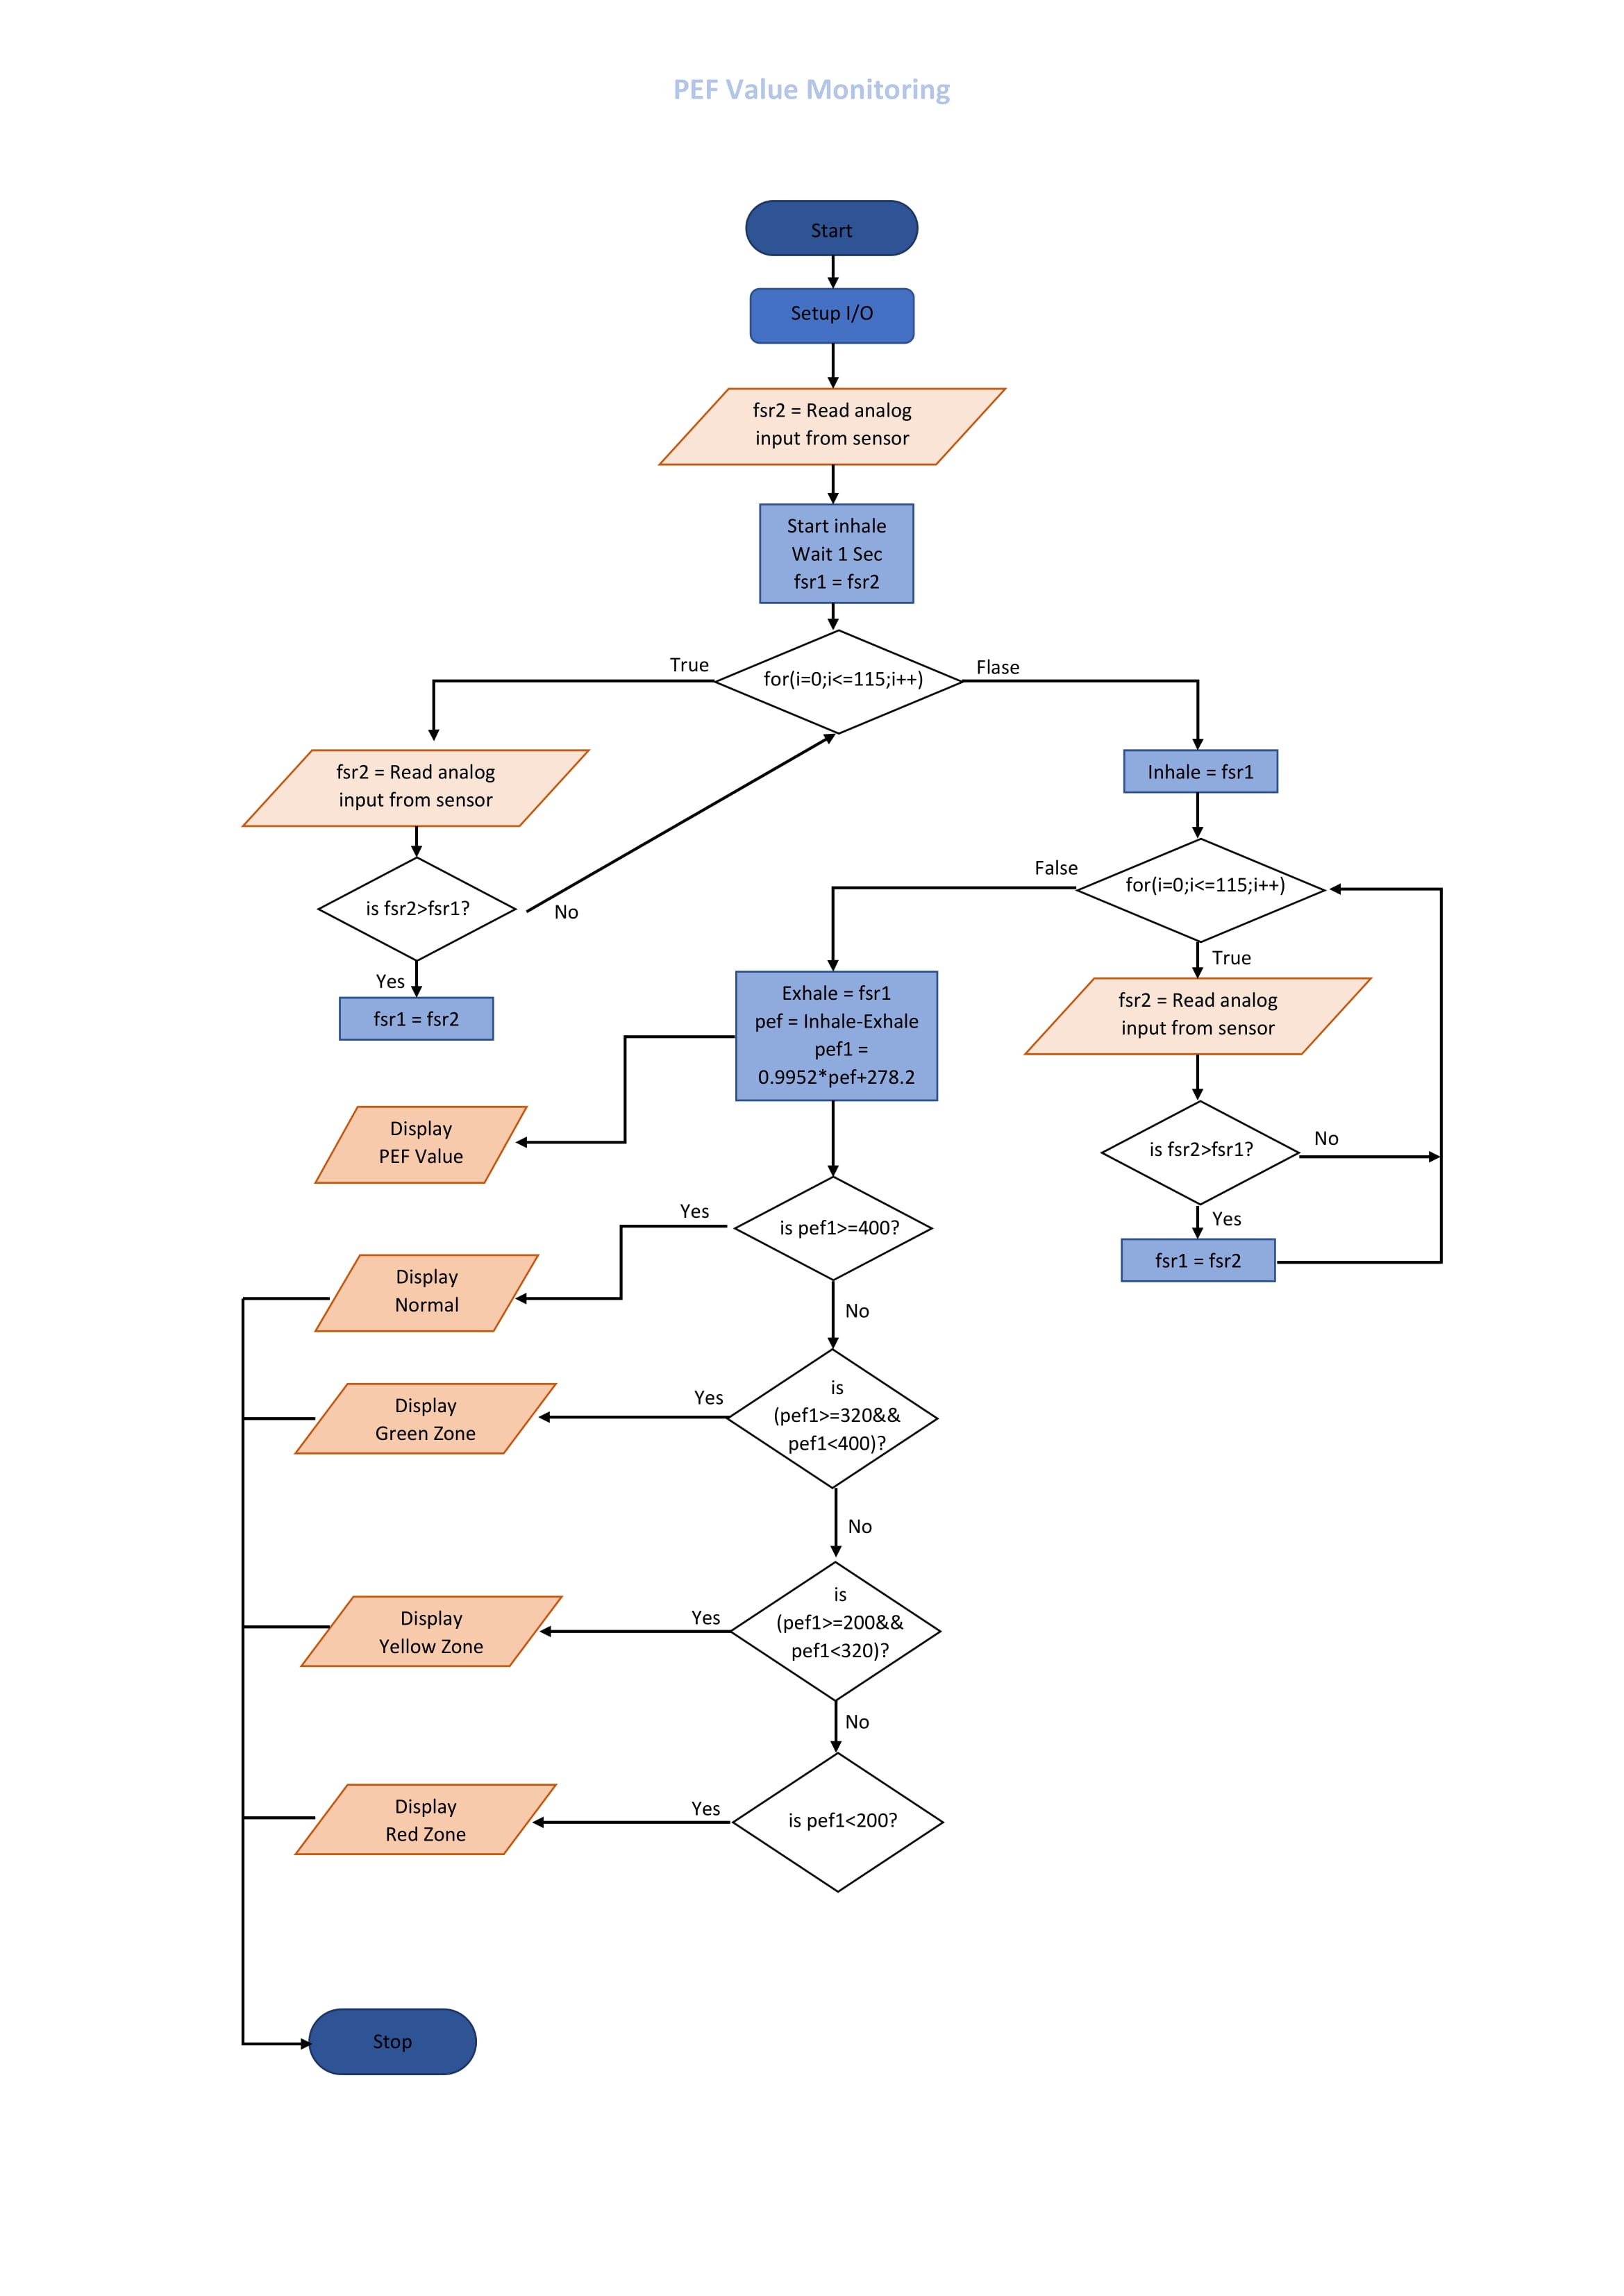 PEF Value Monitoring
Start
Setup I/O
fsr2 = Read analog
input from sensor
Start inhale
Wait 1 Sec
fsr1 = fsr2
for(i=0;i<=115;i++)
True
Flase
fsr2 = Read analog
input from sensor
is fsr2>fsr1?
No
Yes
fsr1 = fsr2
Inhale = fsr1
for(i=0;i<=115;i++)
False
True
fsr2 = Read analog
input from sensor
is fsr2>fsr1?
No
Yes
fsr1 = fsr2
Exhale = fsr1
pef = Inhale-Exhale
pef1 =
0.9952*pef+278.2
Display
PEF Value
is pef1>=400?
Yes
Display
Normal
No
is
(pef1>=320&&
pef1<400)?
Yes
Display
Green Zone
No
is
(pef1>=200&&
pef1<320)?
Yes
Display
Yellow Zone
No
is pef1<200?
Yes
Display
Red Zone
Stop